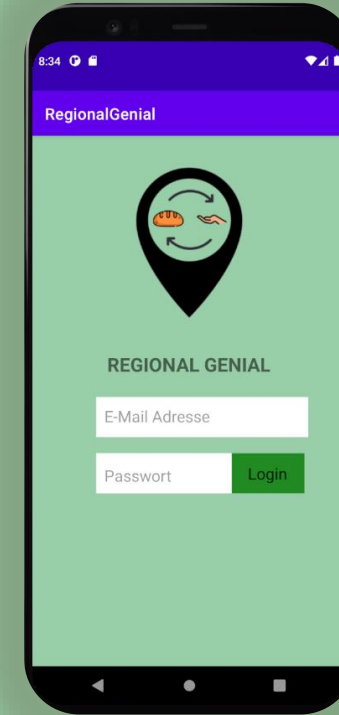 8:34
RegionalGenial
REGIONAL GENIAL
E-Mail Adresse
Passwort Login